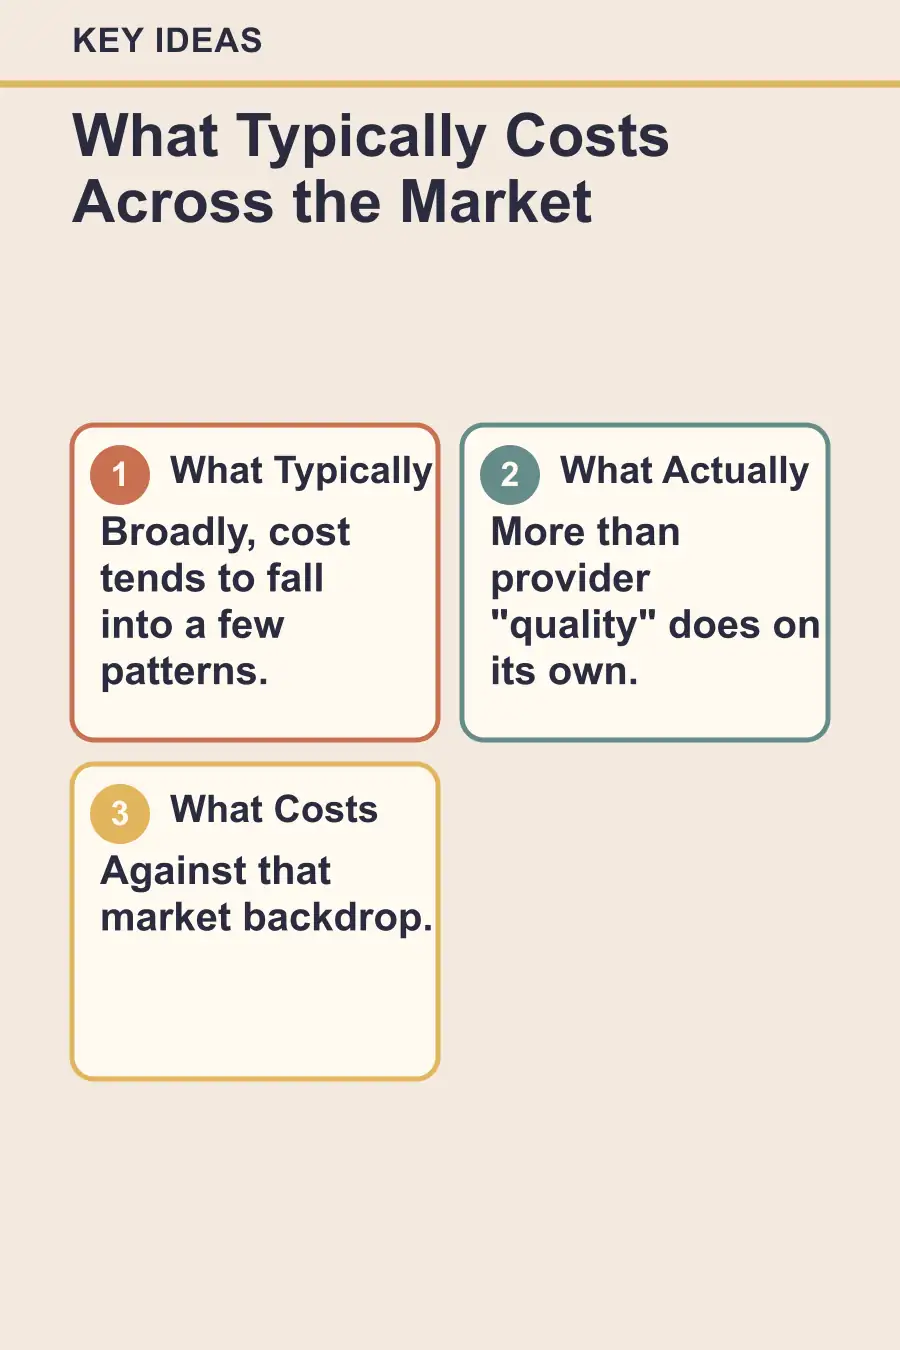 KEY IDEAS
What Typically Costs
Across the Market
1 What Typically
Broadly, cost
tends to fall
into a few
patterns.
2 What Actually
More than
provider
"quality" does on
its own.
3 What Costs
Against that
market backdrop.